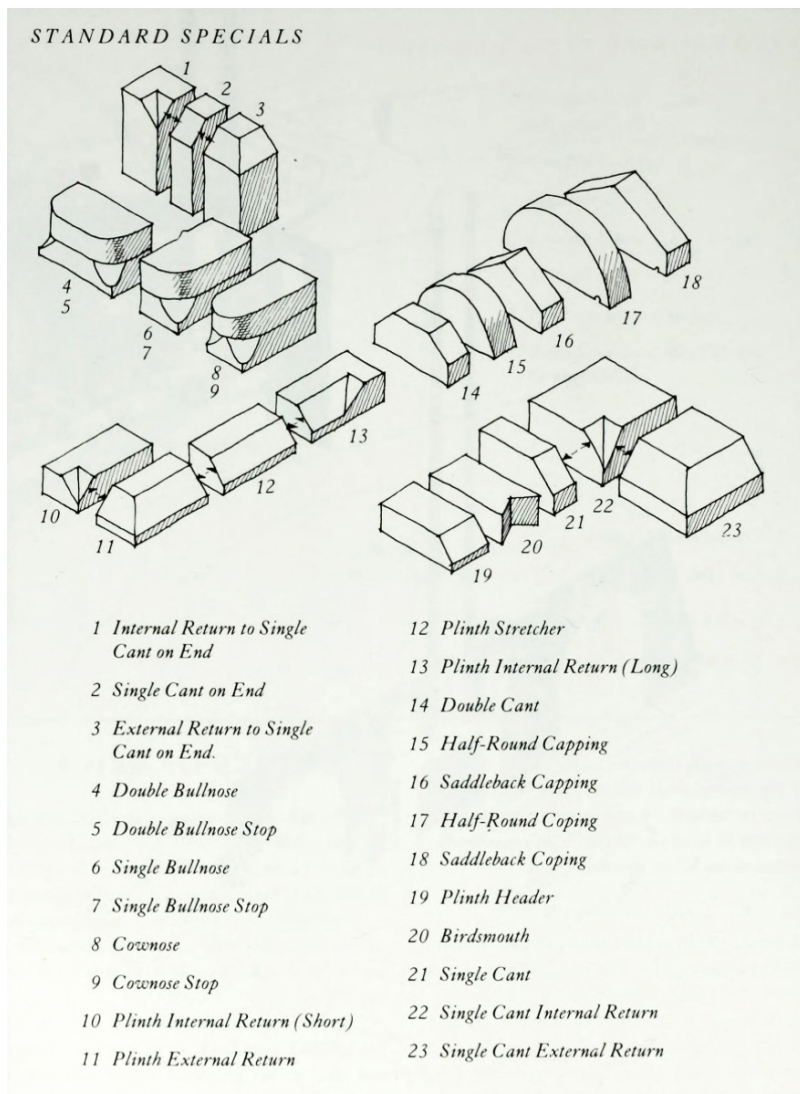 STANDARD SPECIALS
1
2
3
4
5
6
7
8
9
10
11
12
13
14
15
16
17
18
19
20
21
22
23
1 Internal Return to Single
Cant on End
2 Single Cant on End
3 External Return to Single
Cant on End.
4 Double Bullnose
5 Double Bullnose Stop
6 Single Bullnose
7 Single Bullnose Stop
8 Cownose
9 Cownose Stop
10 Plinth Internal Return (Short)
11 Plinth External Return
12 Plinth Stretcher
13 Plinth Internal Return (Long)
14 Double Cant
15 Half-Round Capping
16 Saddleback Capping
17 Half-Round Coping
18 Saddleback Coping
19 Plinth Header
20 Birdsmouth
21 Single Cant
22 Single Cant Internal Return
23 Single Cant External Return